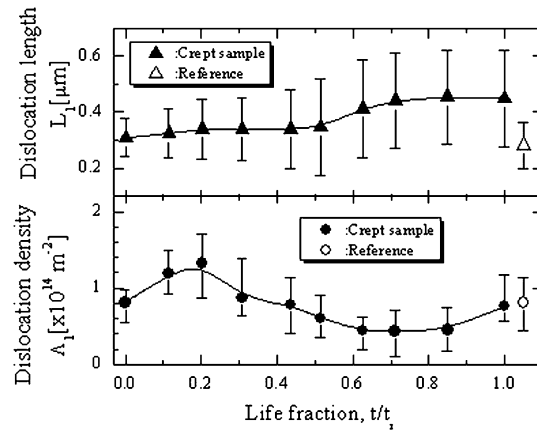 Dislocation length
L₁[μm]
0.6
0.4
0.2
:Crept sample
:Reference
Dislocation density
Λ₁[x10¹⁴ m⁻²]
2
1
0
:Crept sample
:Reference
0.0 0.2 0.4 0.6 0.8 1.0
Life fraction, t/tᵣ